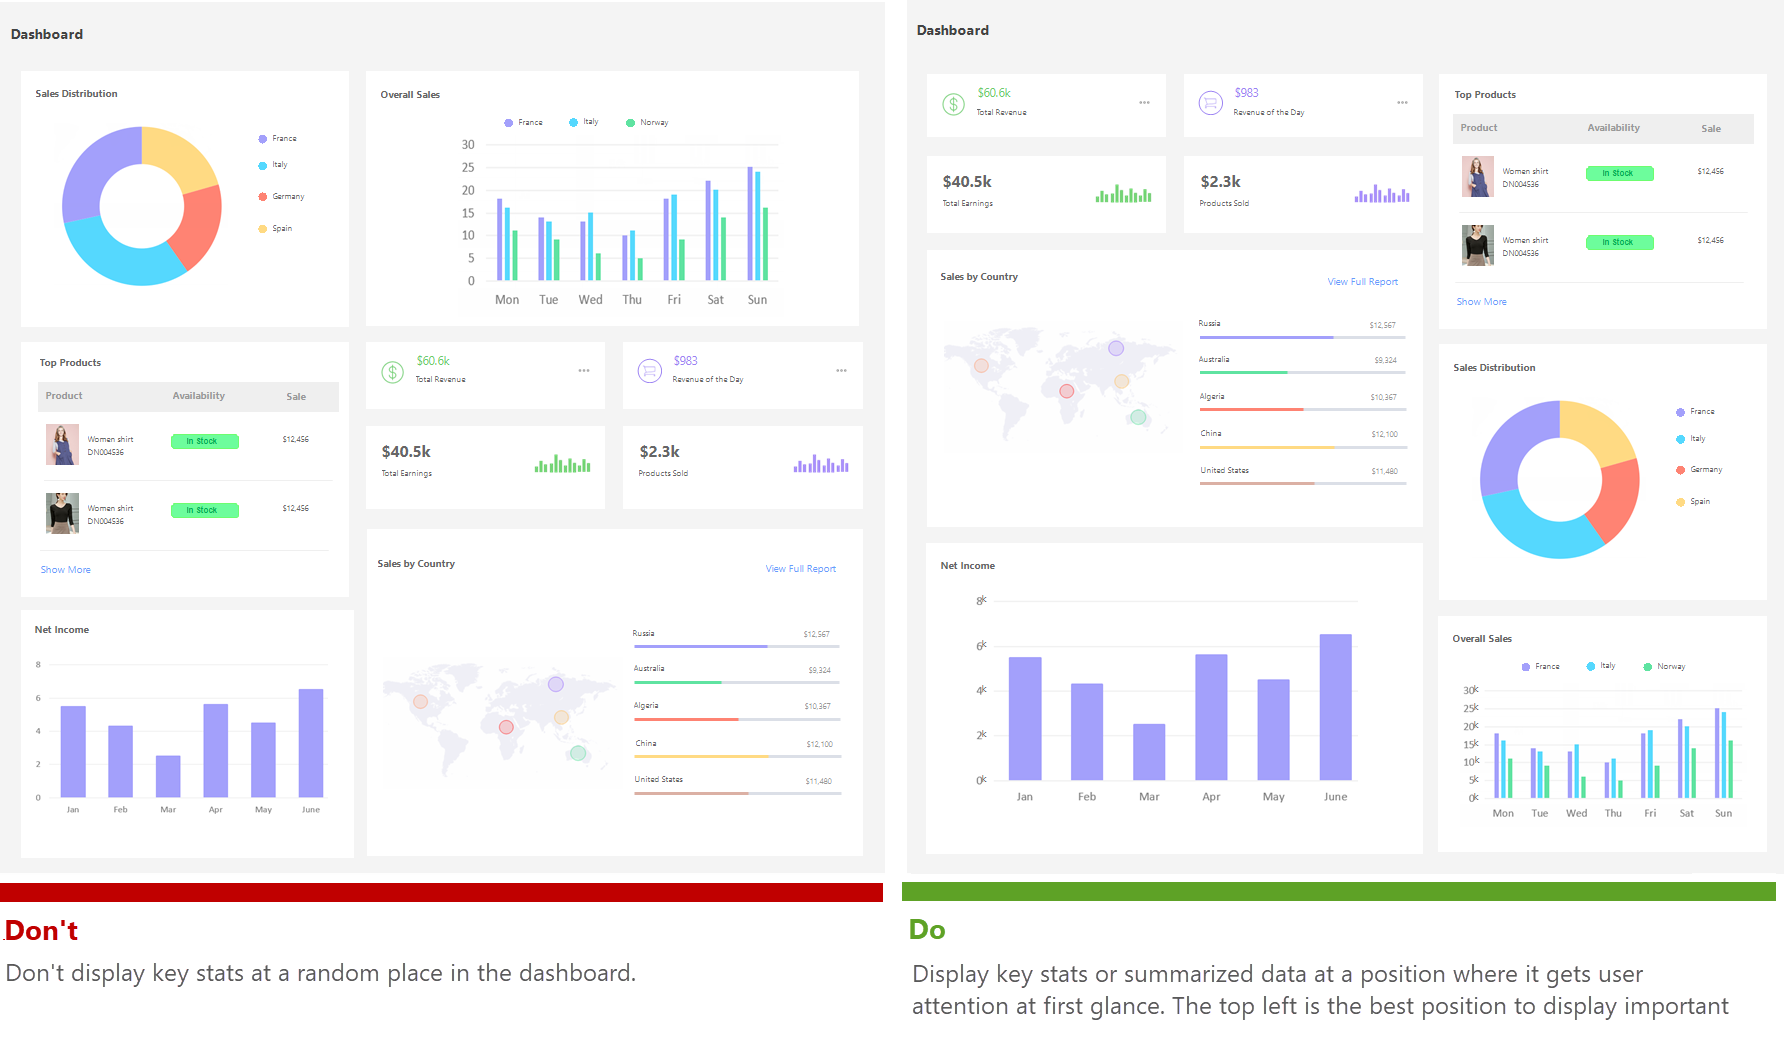 Dashboard
Sales Distribution
France
Italy
Germany
Spain
Overall Sales
France Italy Norway
30
25
20
15
10
5
0
Mon Tue Wed Thu Fri Sat Sun
Top Products
Product Availability Sale
Women shirt
DN004536
In Stock
$12,456
Women shirt
DN004536
In Stock
$12,456
Show More
$60.6k
Total Revenue
$983
Revenue of the Day
$40.5k
Total Earnings
$2.3k
Products Sold
Net Income
8
6
4
2
0
Jan Feb Mar Apr May June
Sales by Country
View Full Report
Russia $12,567
Australia $9,324
Algeria $10,367
China $12,100
United States $11,480
Don't
Don't display key stats at a random place in the dashboard.
Dashboard
$60.6k
Total Revenue
$983
Revenue of the Day
$40.5k
Total Earnings
$2.3k
Products Sold
Sales by Country
View Full Report
Russia $12,567
Australia $9,324
Algeria $10,367
China $12,100
United States $11,480
Net Income
8k
6k
4k
2k
0k
Jan Feb Mar Apr May June
Top Products
Product Availability Sale
Women shirt
DN004536
In Stock
$12,456
Women shirt
DN004536
In Stock
$12,456
Show More
Sales Distribution
France
Italy
Germany
Spain
Overall Sales
France Italy Norway
30k
25k
20k
15k
10k
5k
0k
Mon Tue Wed Thu Fri Sat Sun
Do
Display key stats or summarized data at a position where it gets user
attention at first glance. The top left is the best position to display important